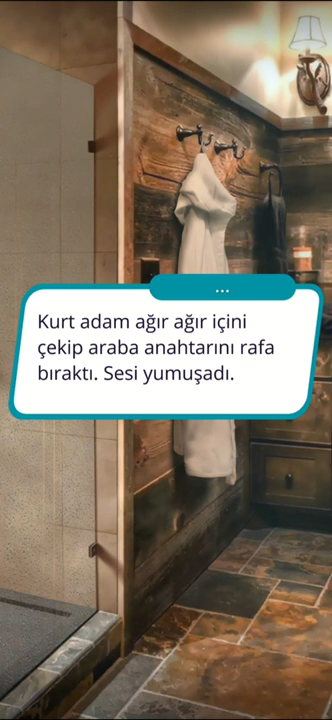 ...
Kurt adam ağır ağır içini
çekip araba anahtarını rafa
bıraktı. Sesi yumuşadı.